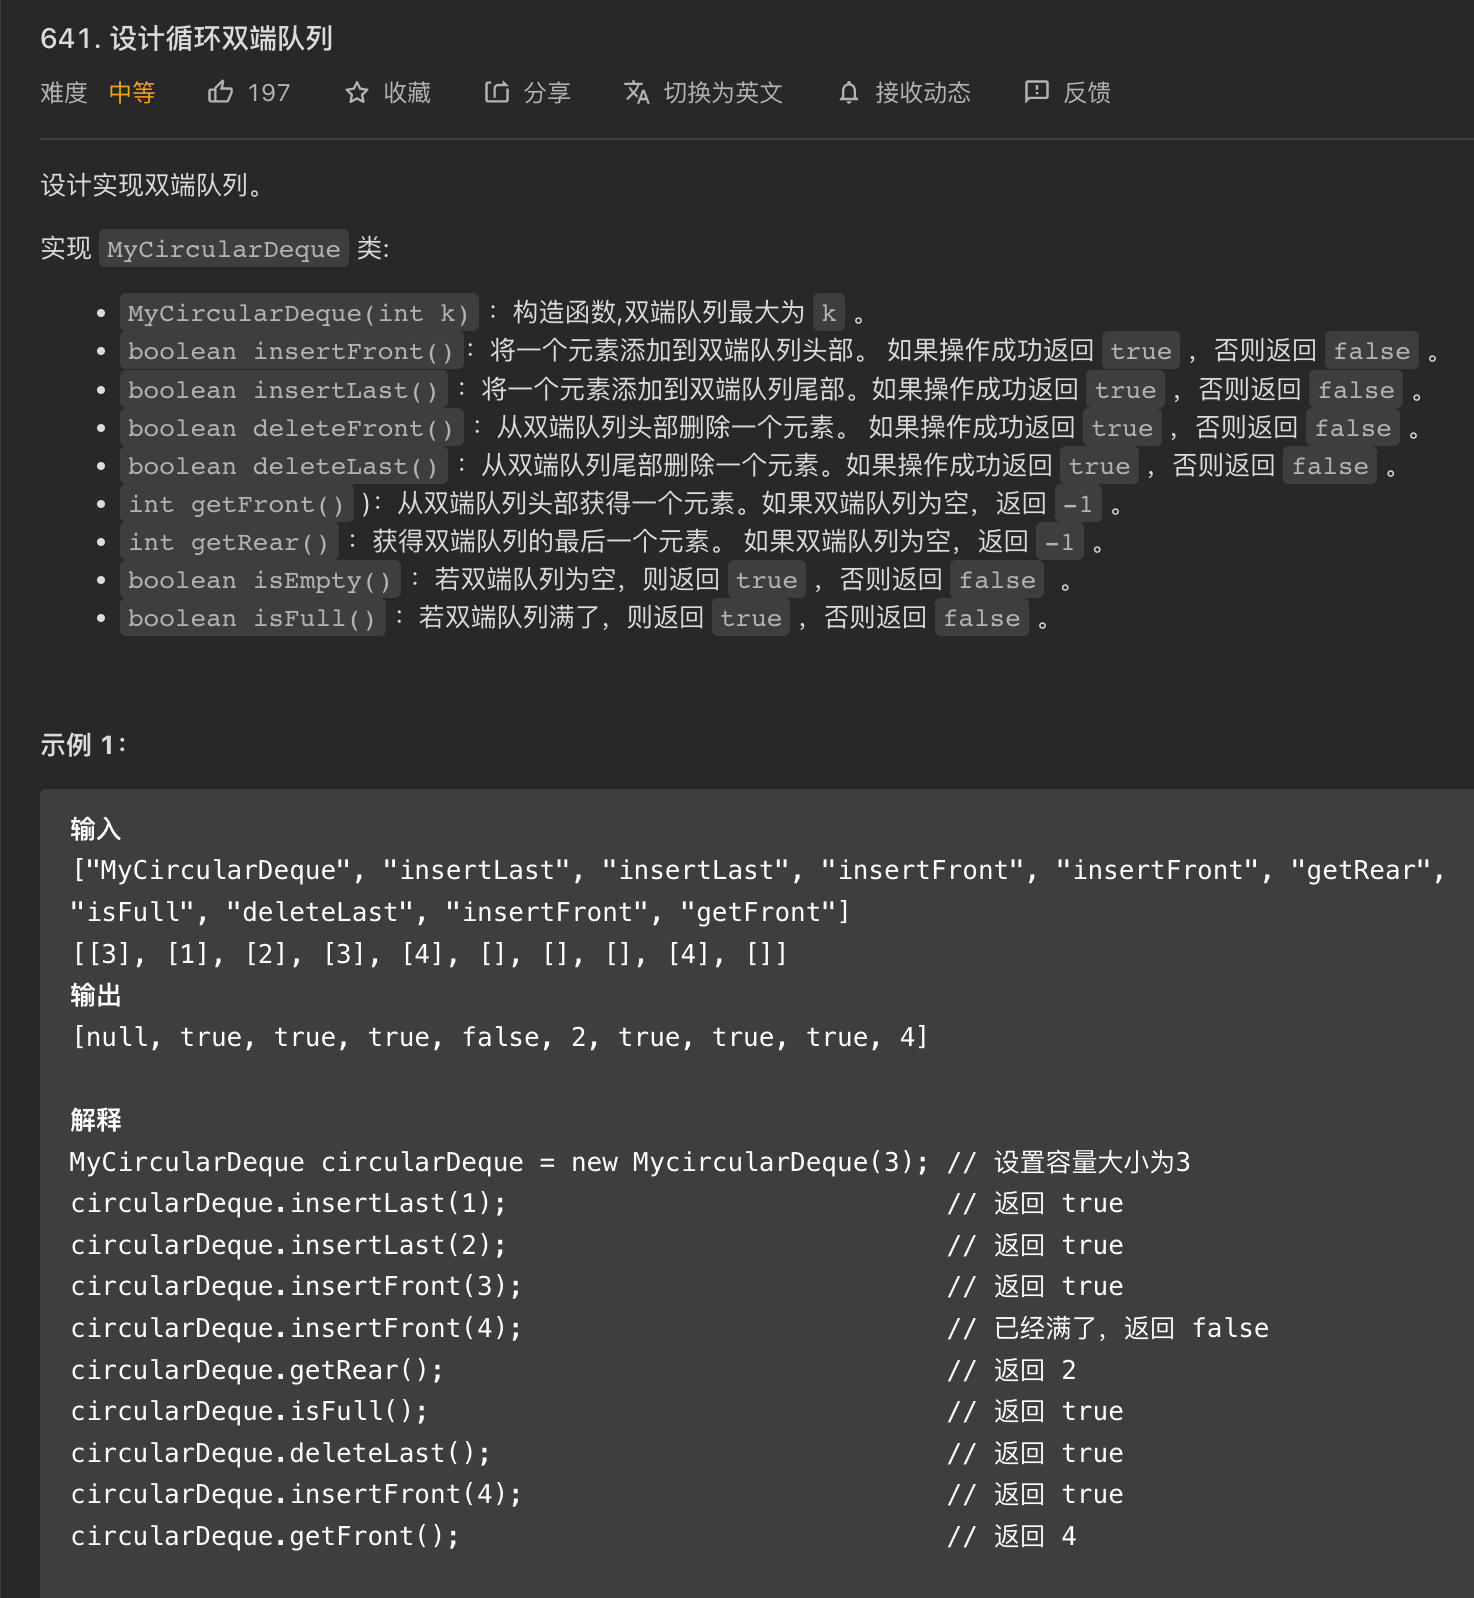 641. 设计循环双端队列
难度 中等 197 收藏 分享 切换为英文 接收动态 反馈
设计实现双端队列。
实现 MyCircularDeque 类:
• MyCircularDeque(int k) ：构造函数,双端队列最大为 k 。
• boolean insertFront()：将一个元素添加到双端队列头部。 如果操作成功返回 true ，否则返回 false 。
• boolean insertLast() ：将一个元素添加到双端队列尾部。如果操作成功返回 true ，否则返回 false 。
• boolean deleteFront() ：从双端队列头部删除一个元素。 如果操作成功返回 true ，否则返回 false 。
• boolean deleteLast() ：从双端队列尾部删除一个元素。如果操作成功返回 true ，否则返回 false 。
• int getFront() )：从双端队列头部获得一个元素。如果双端队列为空，返回 -1 。
• int getRear() ：获得双端队列的最后一个元素。 如果双端队列为空，返回 -1 。
• boolean isEmpty() ：若双端队列为空，则返回 true ，否则返回 false 。
• boolean isFull() ：若双端队列满了，则返回 true ，否则返回 false 。
示例 1：
输入
["MyCircularDeque", "insertLast", "insertLast", "insertFront", "insertFront", "getRear",
"isFull", "deleteLast", "insertFront", "getFront"]
[[3], [1], [2], [3], [4], [], [], [], [4], []]
输出
[null, true, true, true, false, 2, true, true, true, 4]
解释
MyCircularDeque circularDeque = new MycircularDeque(3); // 设置容量大小为3
circularDeque.insertLast(1); // 返回 true
circularDeque.insertLast(2); // 返回 true
circularDeque.insertFront(3); // 返回 true
circularDeque.insertFront(4); // 已经满了，返回 false
circularDeque.getRear(); // 返回 2
circularDeque.isFull(); // 返回 true
circularDeque.deleteLast(); // 返回 true
circularDeque.insertFront(4); // 返回 true
circularDeque.getFront(); // 返回 4